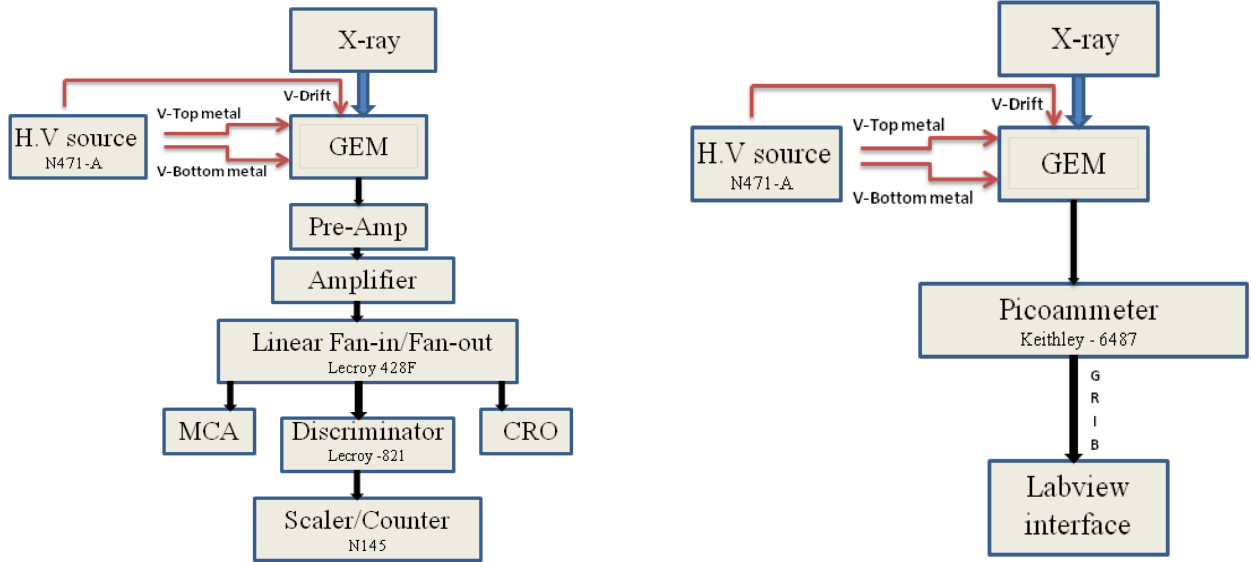 X-ray
V-Drift
V-Top metal
H.V source
N471-A
GEM
V-Bottom metal
Pre-Amp
Amplifier
Linear Fan-in/Fan-out
Lecroy 428F
MCA
Discriminator
Lecroy -821
CRO
Scaler/Counter
N145
X-ray
V-Drift
V-Top metal
H.V source
N471-A
GEM
V-Bottom metal
Picoammeter
Keithley - 6487
G
R
I
B
Labview
interface